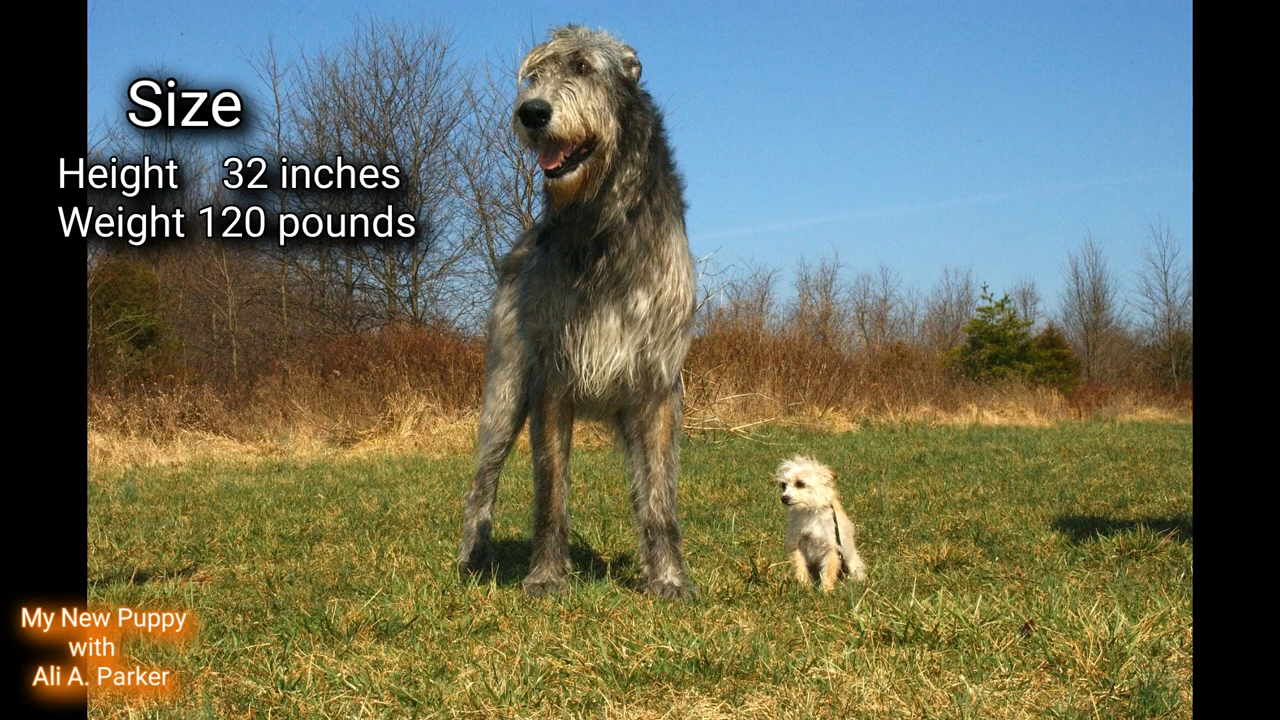 Size
Height 32 inches
Weight 120 pounds
My New Puppy
with
Ali A. Parker